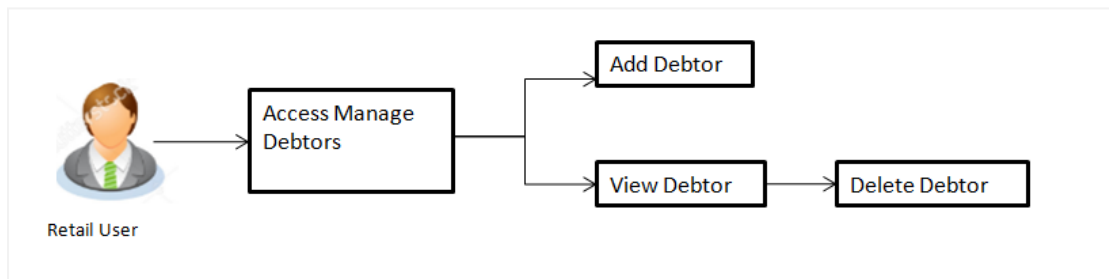 Add Debtor
Access Manage
Debtors
View Debtor
Delete Debtor
Retail User